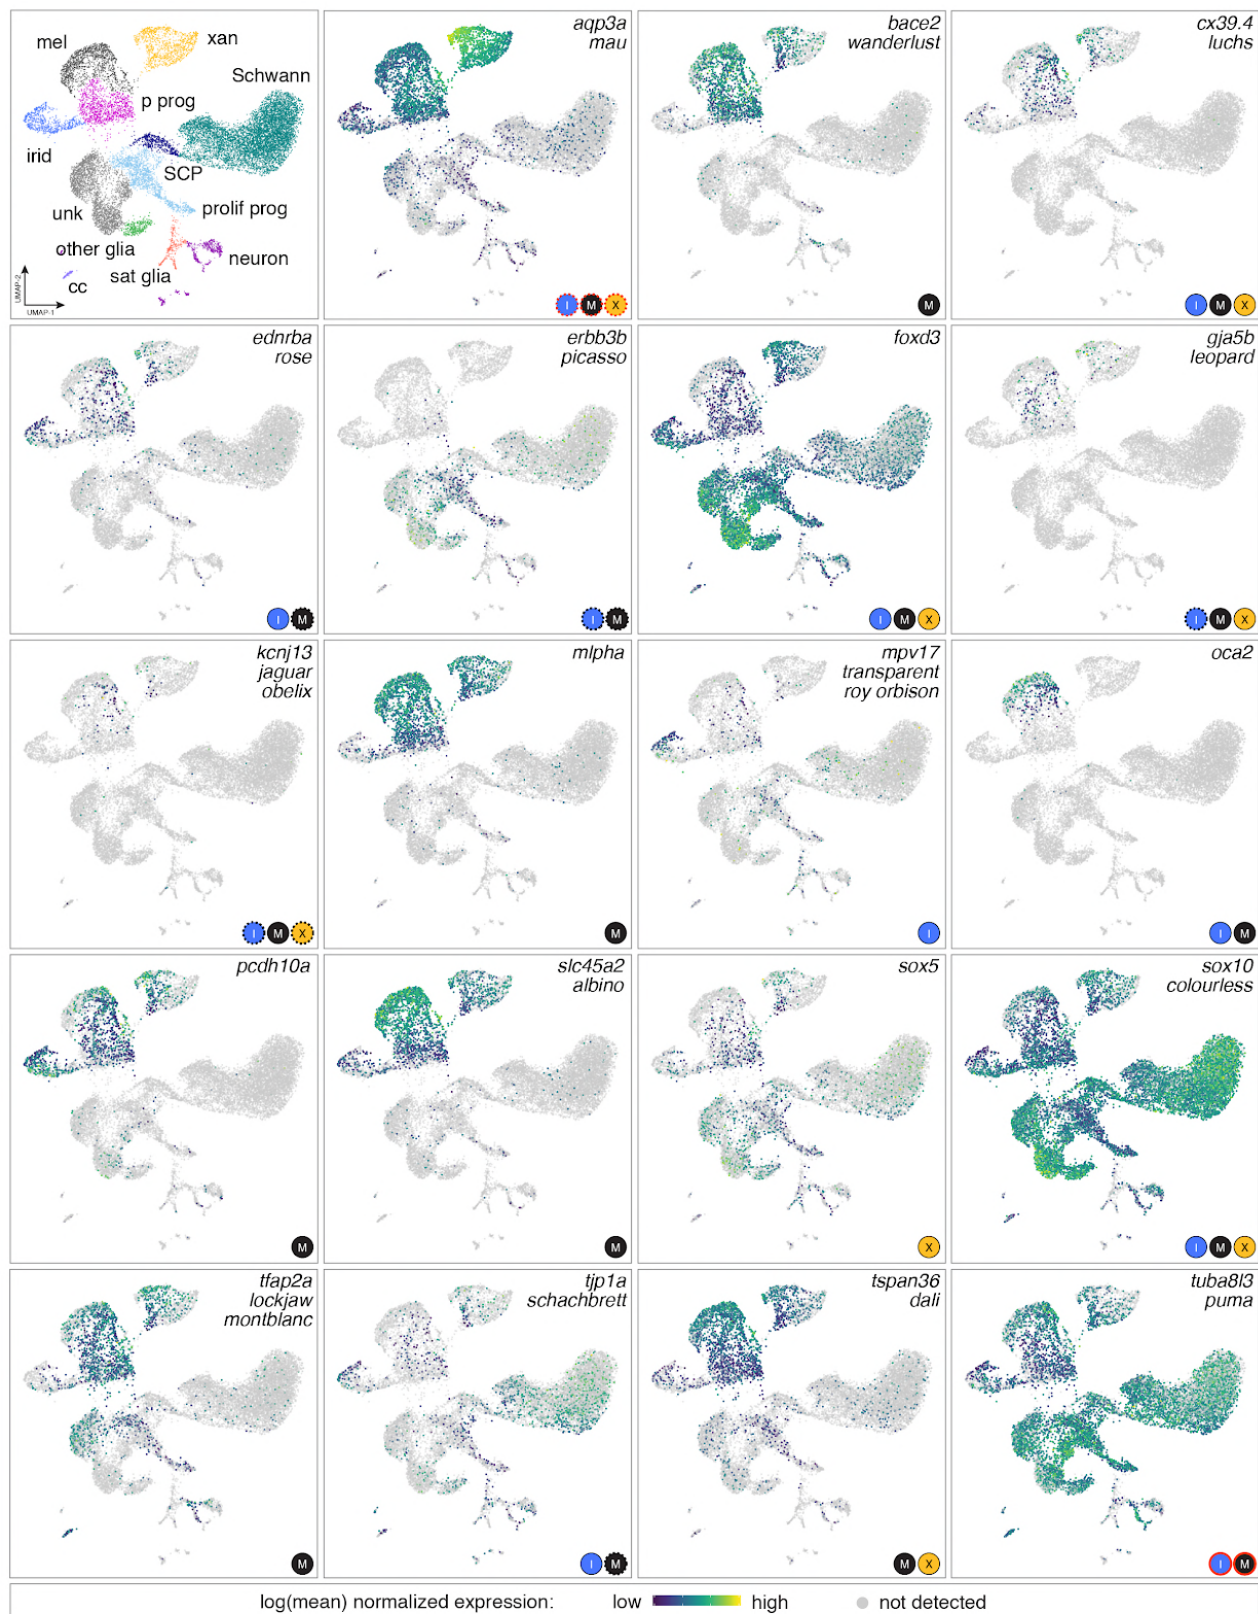 mel
xan
Schwann
p prog
irid
SCP
unk
prolif prog
other glia
neuron
sat glia
cc
UMAP-2
UMAP-1
aqp3a
mau
I M X
bace2
wanderlust
M
cx39.4
luchs
I M X
ednrba
rose
I M
erbb3b
picasso
I M
foxd3
I M X
gja5b
leopard
I M X
kcnj13
jaguar
obelix
I M X
mlpha
M
mpv17
transparent
roy orbison
I
oca2
I M
pcdh10a
M
slc45a2
albino
M
sox5
X
sox10
colourless
I M X
tfap2a
lockjaw
montblanc
M
tjp1a
schachbrett
I M
tspan36
dali
M X
tuba8l3
puma
I M
log(mean) normalized expression: low high not detected